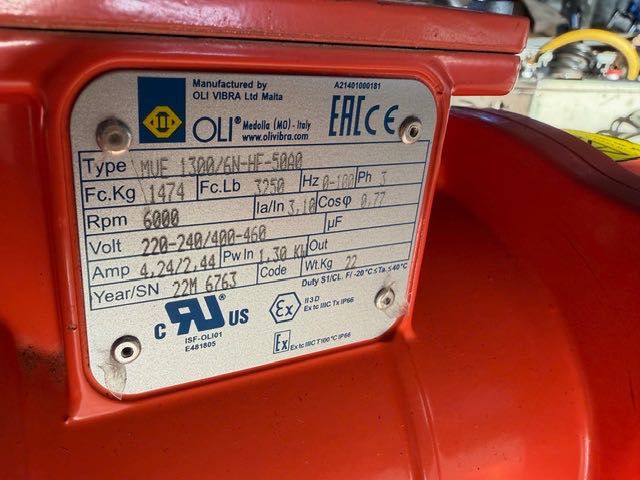 Manufactured by
OLI VIBRA Ltd Malta
A21401000181
OLI® Medolla (MO) - Italy
www.olivibra.com
EAC CE
Type MVE 1300/6N-HF-50A0
Fc.Kg 1474 Fc.Lb 3250 Hz 0-100 Ph 3
Rpm 6000 Ia/In 3,10 Cosφ 0,77
Volt 220-240/400-460 µF
Amp 4,24/2,44 Pw In 1,30 KW Out
Year/SN 22M 6763 Code Wt.Kg 22
Duty S1/CL. F/ -20°C≤Ta≤40°C
c RU US
ISF-OLI01
E481805
Ex II 3 D
Ex tc IIIC Tx IP66
Ex Ex tc IIIC T100°C IP66